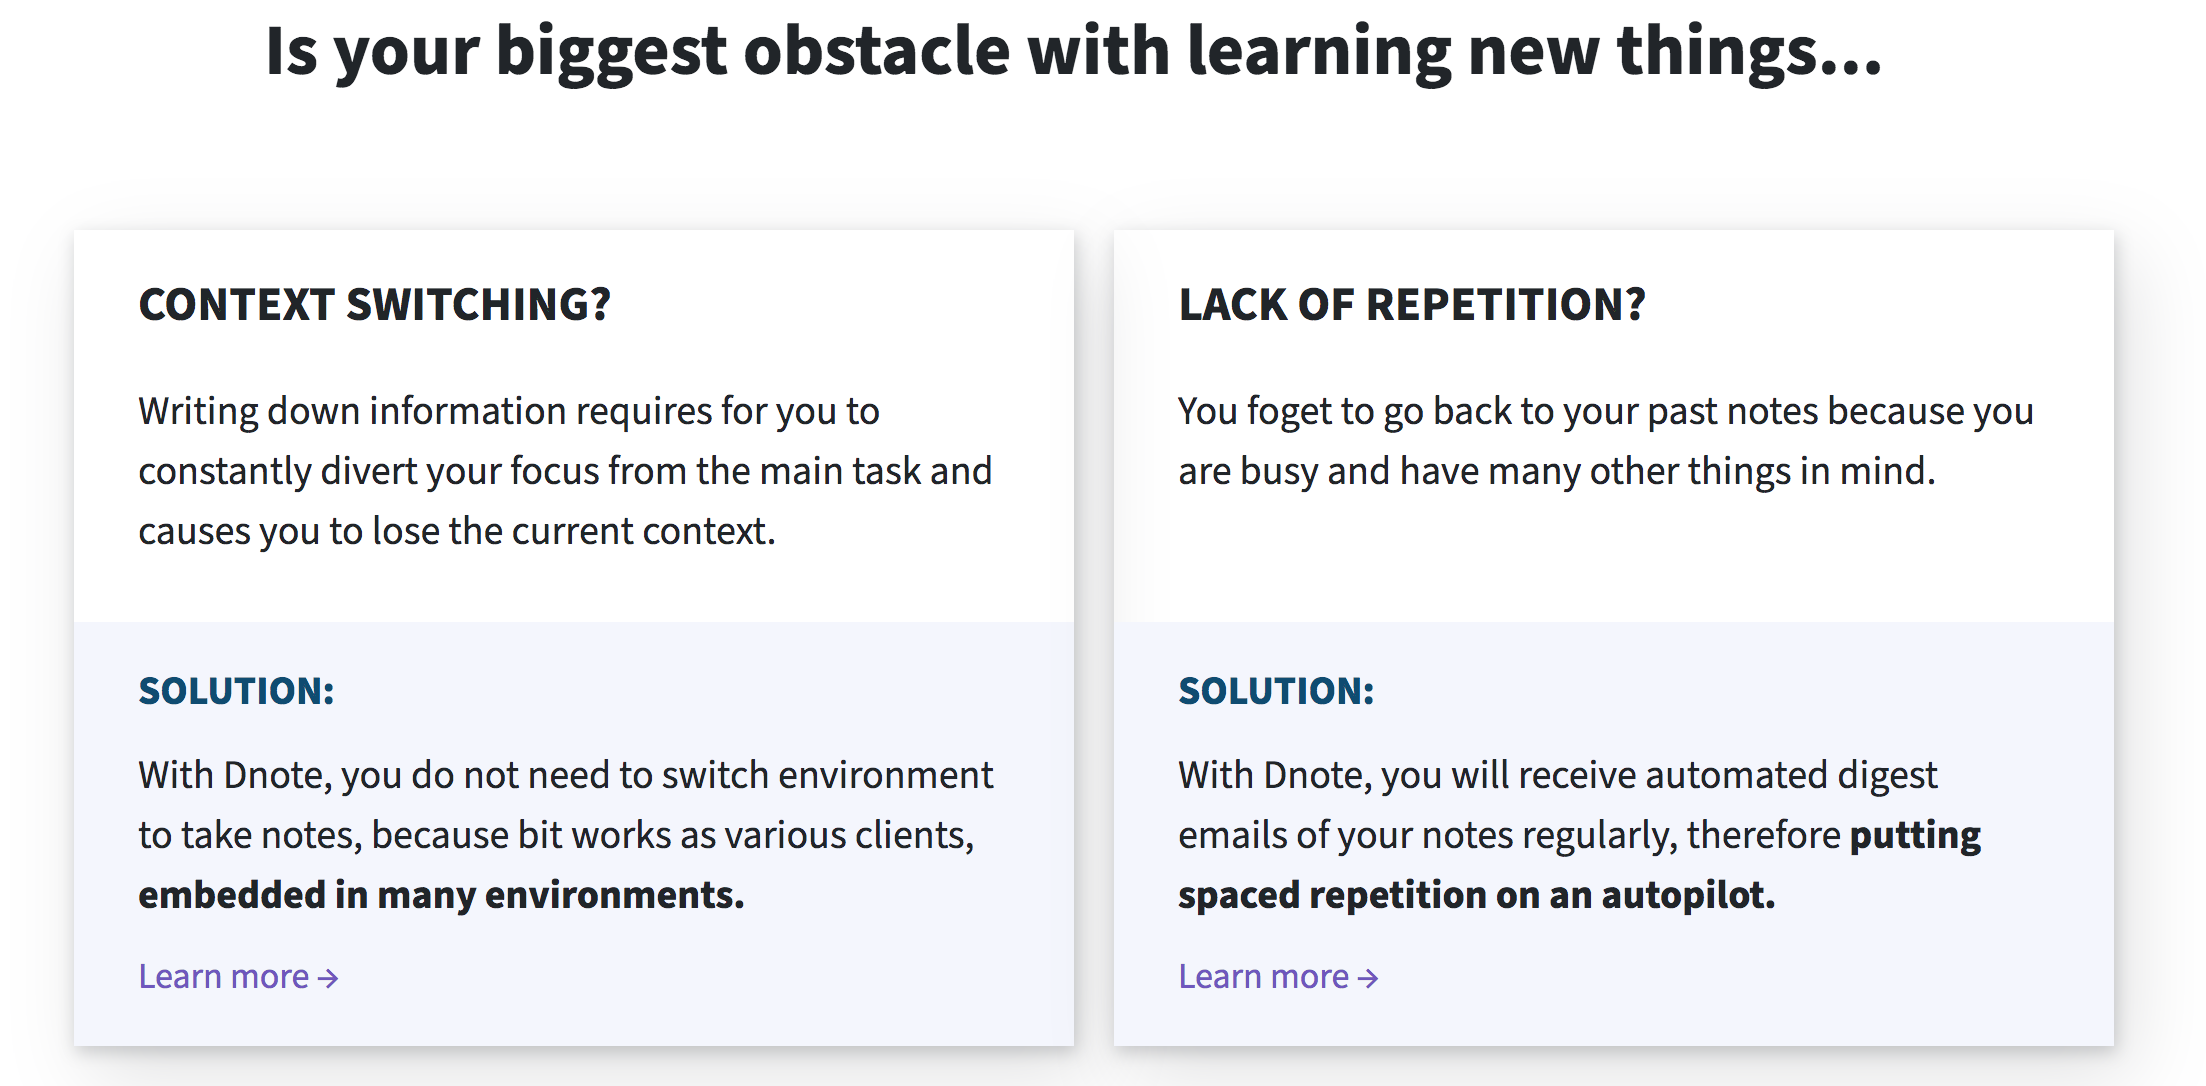 Is your biggest obstacle with learning new things...
CONTEXT SWITCHING?
Writing down information requires for you to
constantly divert your focus from the main task and
causes you to lose the current context.
SOLUTION:
With Dnote, you do not need to switch environment
to take notes, because bit works as various clients,
embedded in many environments.
Learn more →
LACK OF REPETITION?
You foget to go back to your past notes because you
are busy and have many other things in mind.
SOLUTION:
With Dnote, you will receive automated digest
emails of your notes regularly, therefore putting
spaced repetition on an autopilot.
Learn more →